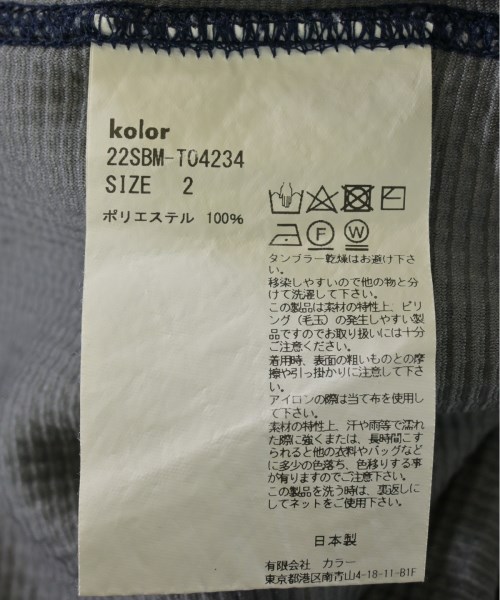 kolor
22SBM-T04234
SIZE 2
ポリエステル 100%
F
W
タンブラー乾燥はお避け下さ
い。
移染しやすいので他の物と分
けて洗濯して下さい。
この製品は素材の特性上、ピリ
ング（毛玉）の発生しやすい製
品ですのでお取り扱いには十分
ご注意ください。
着用時、表面の粗いものとの摩
擦や引っ掛かりに注意して下さ
い。
アイロンの際は当て布を使用し
て下さい。
素材の特性上、汗や雨等で濡れ
た際に強くまたは、長時間こす
られると他の衣料やバッグなど
に多少の色落ち、色移りする事
が有りますのでご注意下さい。
この製品を洗う時は、裏返しに
してネットをご使用下さい。
日本製
有限会社 カラー
東京都港区南青山4-18-11-B1F